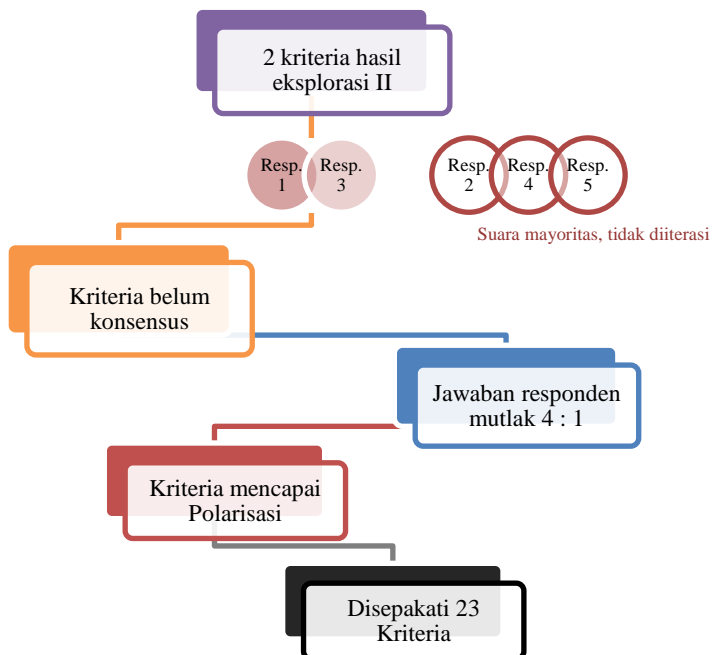 2 kriteria hasil
eksplorasi II
Resp.
1
Resp.
3
Resp.
2
Resp.
4
Resp.
5
Suara mayoritas, tidak diiterasi
Kriteria belum
konsensus
Jawaban responden
mutlak 4 : 1
Kriteria mencapai
Polarisasi
Disepakati 23
Kriteria